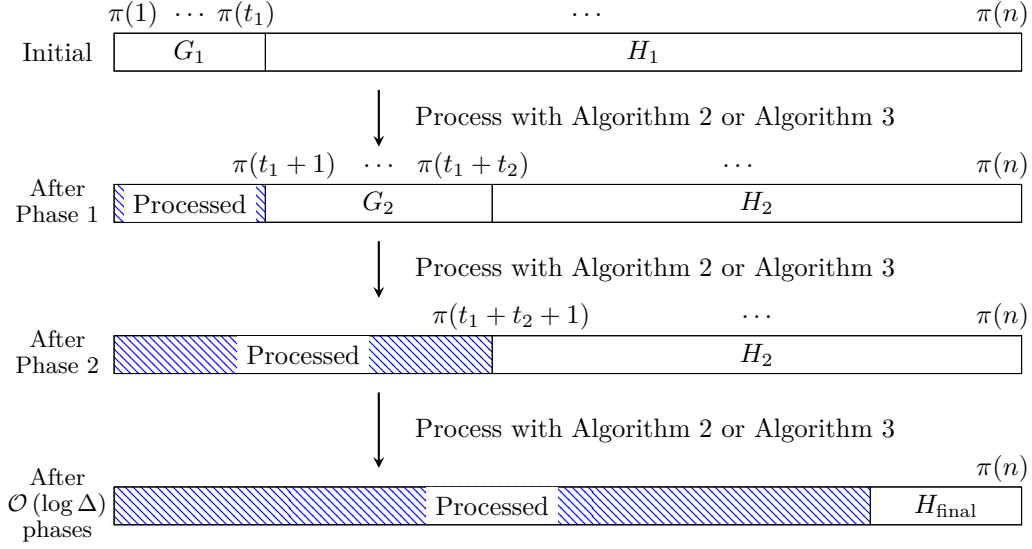 π(1) ⋯ π(t₁) ⋯ π(n)
Initial G₁ H₁
Process with Algorithm 2 or Algorithm 3
π(t₁ + 1) ⋯ π(t₁ + t₂) ⋯ π(n)
After
Phase 1
Processed G₂ H₂
Process with Algorithm 2 or Algorithm 3
π(t₁ + t₂ + 1) ⋯ π(n)
After
Phase 2
Processed H₂
Process with Algorithm 2 or Algorithm 3
π(n)
After
𝒪 (log Δ)
phases
Processed H_final